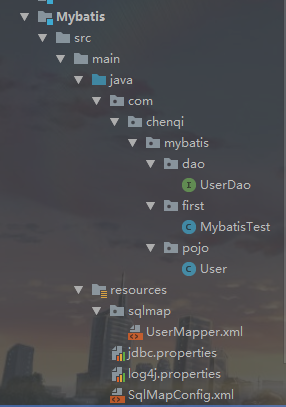 Mybatis
src
main
java
com
chenqi
mybatis
dao
UserDao
first
MybatisTest
pojo
User
resources
sqlmap
UserMapper.xml
jdbc.properties
log4j.properties
SqlMapConfig.xml